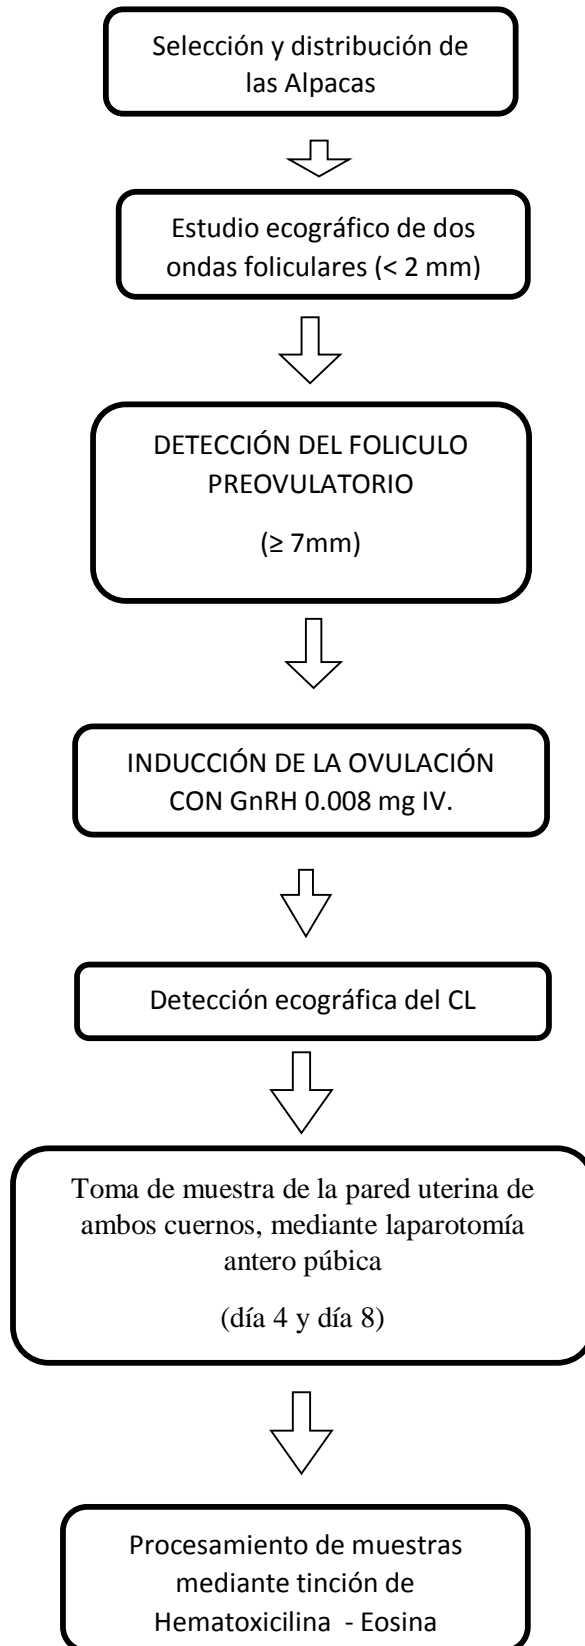 Selección y distribución de
las Alpacas
Estudio ecográfico de dos
ondas foliculares (< 2 mm)
DETECCIÓN DEL FOLICULO
PREOVULATORIO
(≥ 7mm)
INDUCCIÓN DE LA OVULACIÓN
CON GnRH 0.008 mg IV.
Detección ecográfica del CL
Toma de muestra de la pared uterina de
ambos cuernos, mediante laparotomía
antero púbica
(día 4 y día 8)
Procesamiento de muestras
mediante tinción de
Hematoxicilina - Eosina